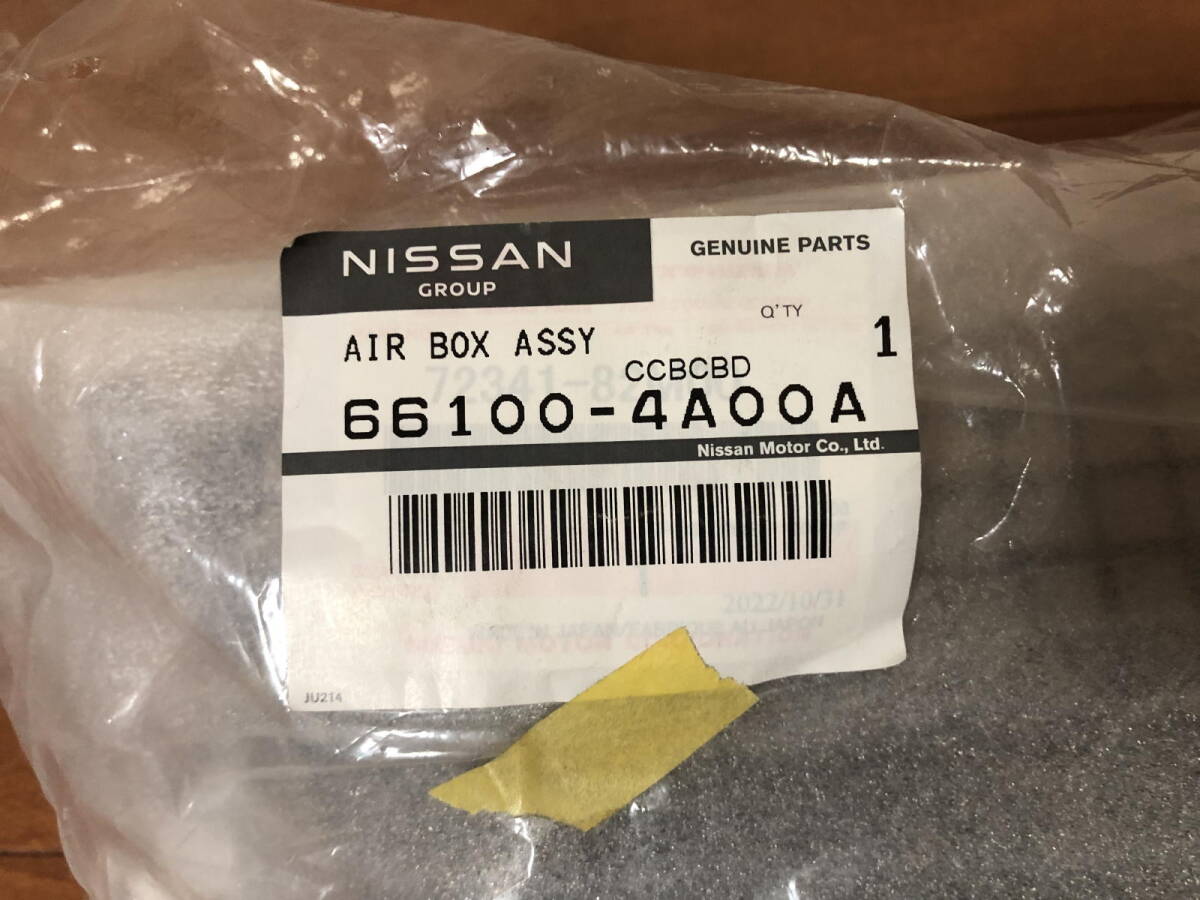 NISSAN
GROUP
GENUINE PARTS
Q'TY
AIR BOX ASSY
1
CCBCBD
66100-4A00A
Nissan Motor Co., Ltd.
2022/10/31
JU214